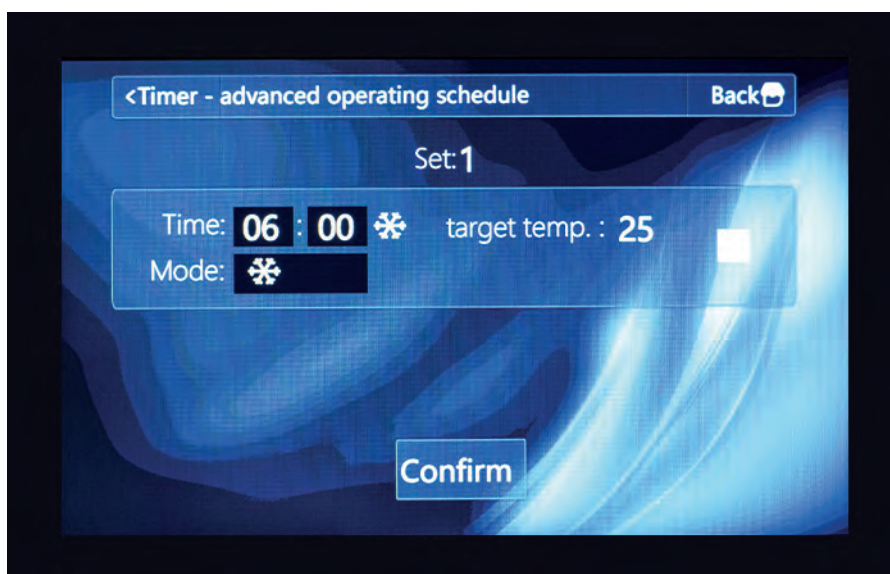 <Timer - advanced operating schedule Back
Set:1
Time: 06 : 00 target temp. : 25
Mode:
Confirm